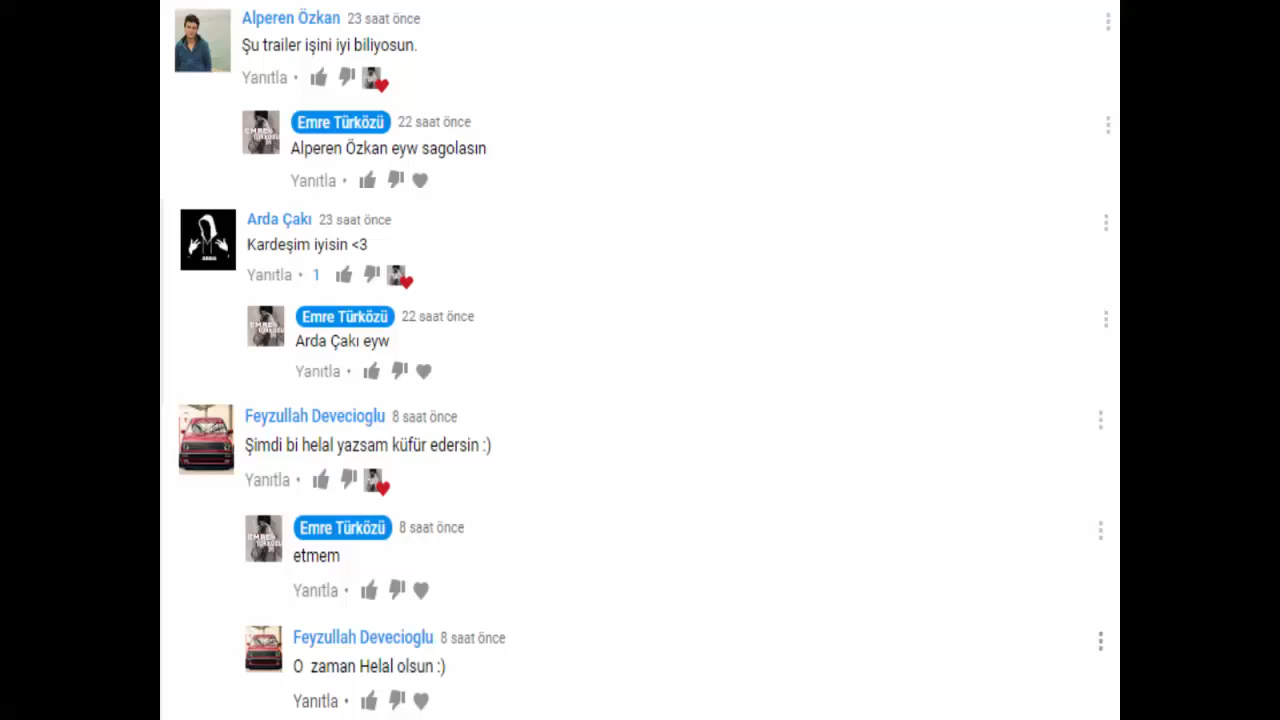 Alperen Özkan 23 saat önce
Şu trailer işini iyi biliyosun.
Yanıtla •
Emre Türközü 22 saat önce
Alperen Özkan eyw sagolasın
Yanıtla •
Arda Çakı 23 saat önce
Kardeşim iyisin <3
Yanıtla • 1
Emre Türközü 22 saat önce
Arda Çakı eyw
Yanıtla •
Feyzullah Devecioglu 8 saat önce
Şimdi bi helal yazsam küfür edersin :)
Yanıtla •
Emre Türközü 8 saat önce
etmem
Yanıtla •
Feyzullah Devecioglu 8 saat önce
O zaman Helal olsun :)
Yanıtla •